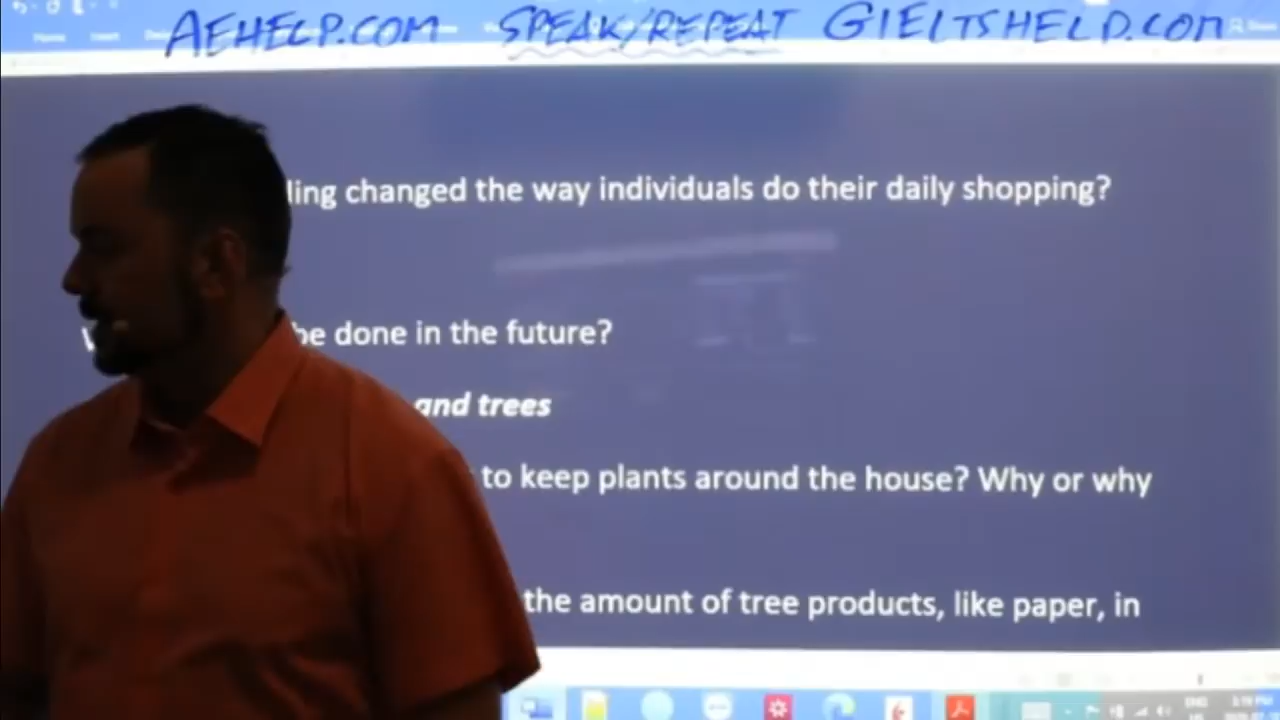 AEHELP.COM SPEAK/REPEAT GIELTSHELP.COM
ling changed the way individuals do their daily shopping?
be done in the future?
and trees
to keep plants around the house? Why or why
the amount of tree products, like paper, in